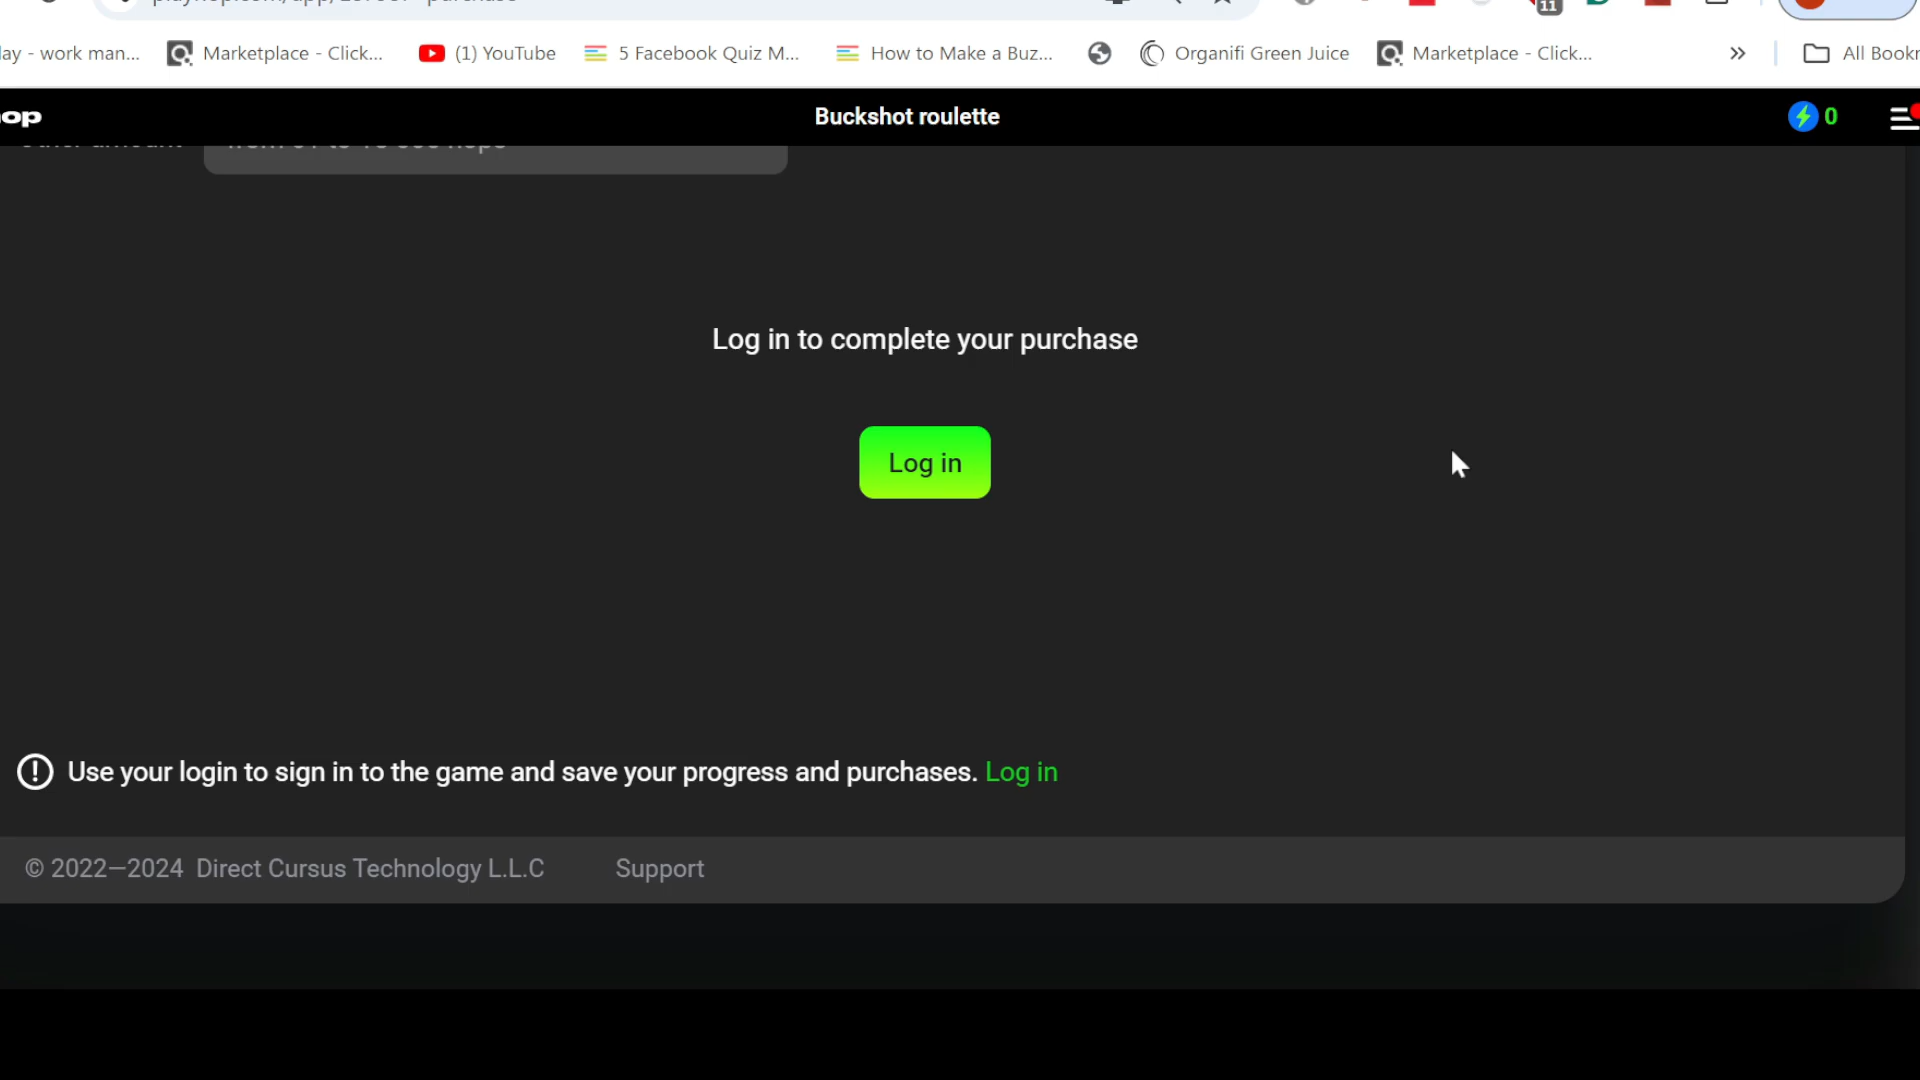 11
ay - work man...
Marketplace - Click...
(1) YouTube
5 Facebook Quiz M...
How to Make a Buz...
Organifi Green Juice
Marketplace - Click...
»
All Bookr
op
Buckshot roulette
0
Log in to complete your purchase
Log in
Use your login to sign in to the game and save your progress and purchases. Log in
© 2022—2024 Direct Cursus Technology L.L.C
Support